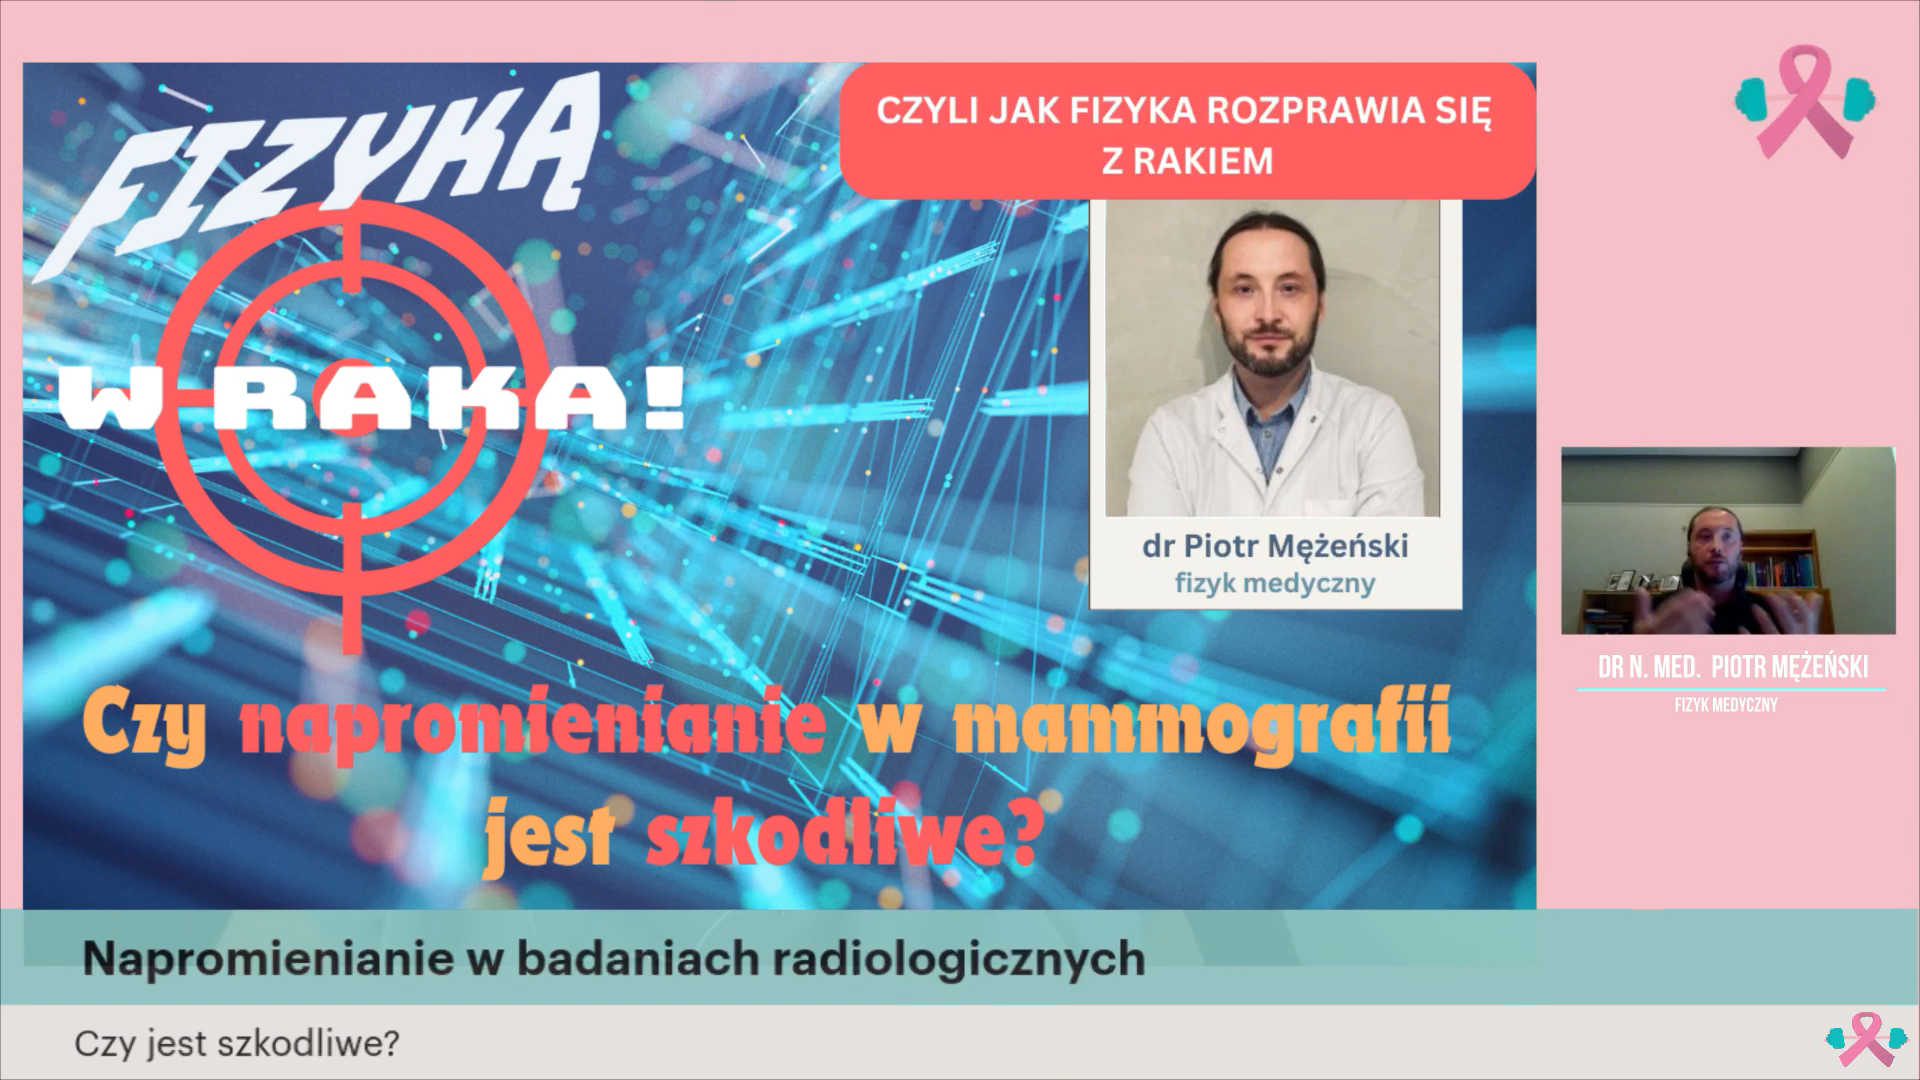 FIZYKĄ
W RAKA!
CZYLI JAK FIZYKA ROZPRAWIA SIĘ
Z RAKIEM
dr Piotr Mężeński
fizyk medyczny
Czy napromienianie w mammografii
jest szkodliwe?
DR N. MED. PIOTR MĘŻEŃSKI
FIZYK MEDYCZNY
Napromienianie w badaniach radiologicznych
Czy jest szkodliwe?